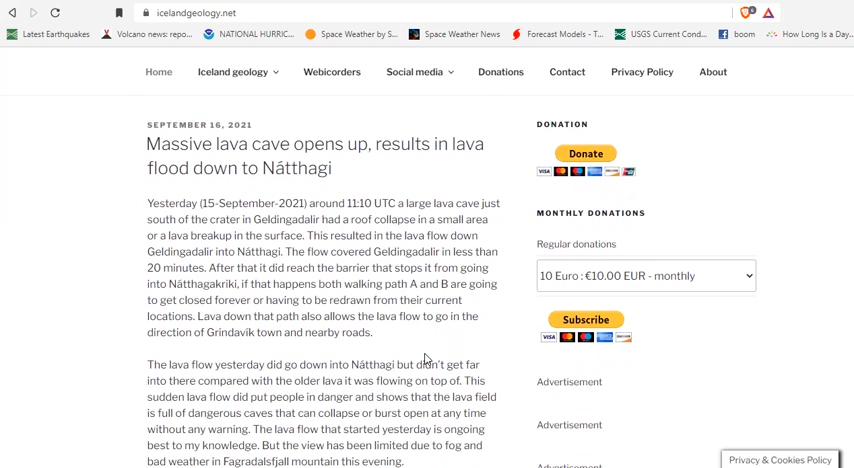 icelandgeology.net
6
Latest Earthquakes
Volcano news: repo...
NATIONAL HURRIC...
Space Weather by S...
Space Weather News
Forecast Models - T...
USGS Current Cond...
boom
How Long Is a Day...
Home
Iceland geology
Webicorders
Social media
Donations
Contact
Privacy Policy
About
SEPTEMBER 16, 2021
Massive lava cave opens up, results in lava
flood down to Nátthagi
Yesterday (15-September-2021) around 11:10 UTC a large lava cave just
south of the crater in Geldingadalir had a roof collapse in a small area
or a lava breakup in the surface. This resulted in the lava flow down
Geldingadalir into Nátthagi. The flow covered Geldingadalir in less than
20 minutes. After that it did reach the barrier that stops it from going
into Nátthagakriki, if that happens both walking path A and B are going
to get closed forever or having to be redrawn from their current
locations. Lava down that path also allows the lava flow to go in the
direction of Grindavík town and nearby roads.
The lava flow yesterday did go down into Nátthagi but didn't get far
into there compared with the older lava it was flowing on top of. This
sudden lava flow did put people in danger and shows that the lava field
is full of dangerous caves that can collapse or burst open at any time
without any warning. The lava flow that started yesterday is ongoing
best to my knowledge. But the view has been limited due to fog and
bad weather in Fagradalsfjall mountain this evening.
DONATION
Donate
VISA
MONTHLY DONATIONS
Regular donations
10 Euro : €10.00 EUR - monthly
Subscribe
VISA
Advertisement
Advertisement
Advertisement
Privacy & Cookies Policy